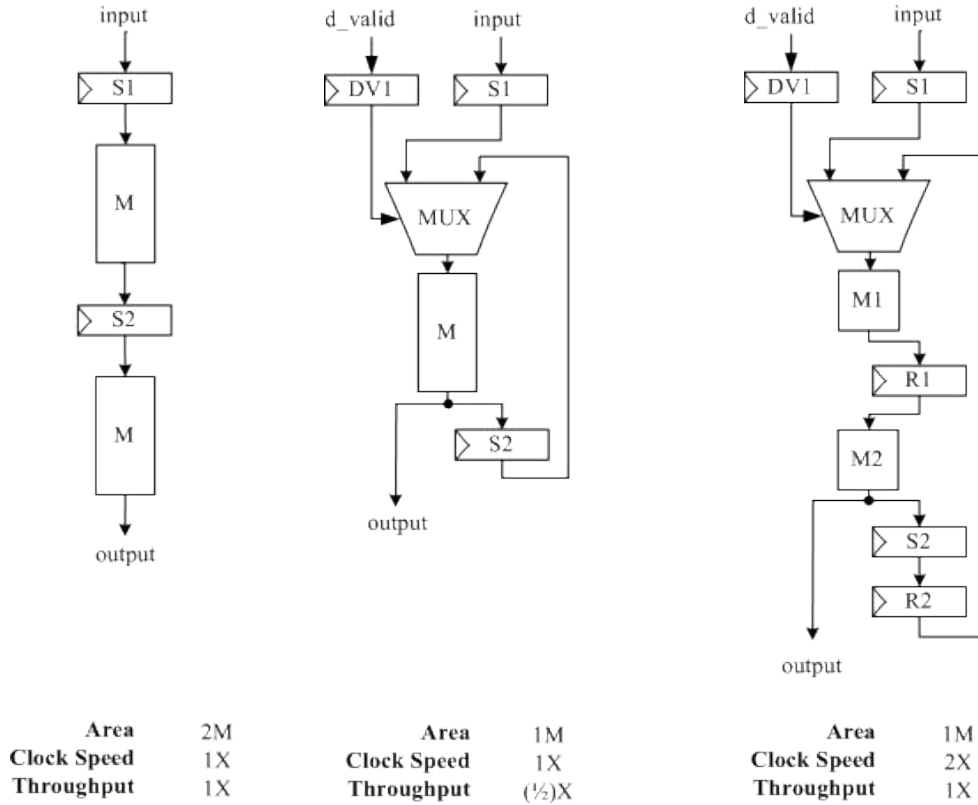 input
S1
M
S2
M
output
d_valid input
DV1 S1
MUX
M
S2
output
d_valid input
DV1 S1
MUX
M1
R1
M2
S2
R2
output
Area 2M
Clock Speed 1X
Throughput 1X
Area 1M
Clock Speed 1X
Throughput (½)X
Area 1M
Clock Speed 2X
Throughput 1X